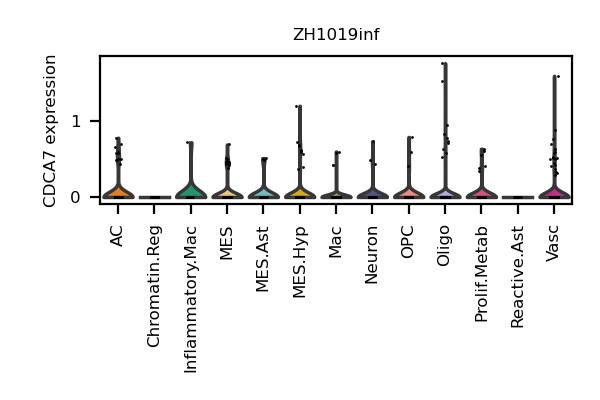 ZH1019inf
CDCA7 expression
1
0
AC
Chromatin.Reg
Inflammatory.Mac
MES
MES.Ast
MES.Hyp
Mac
Neuron
OPC
Oligo
Prolif.Metab
Reactive.Ast
Vasc